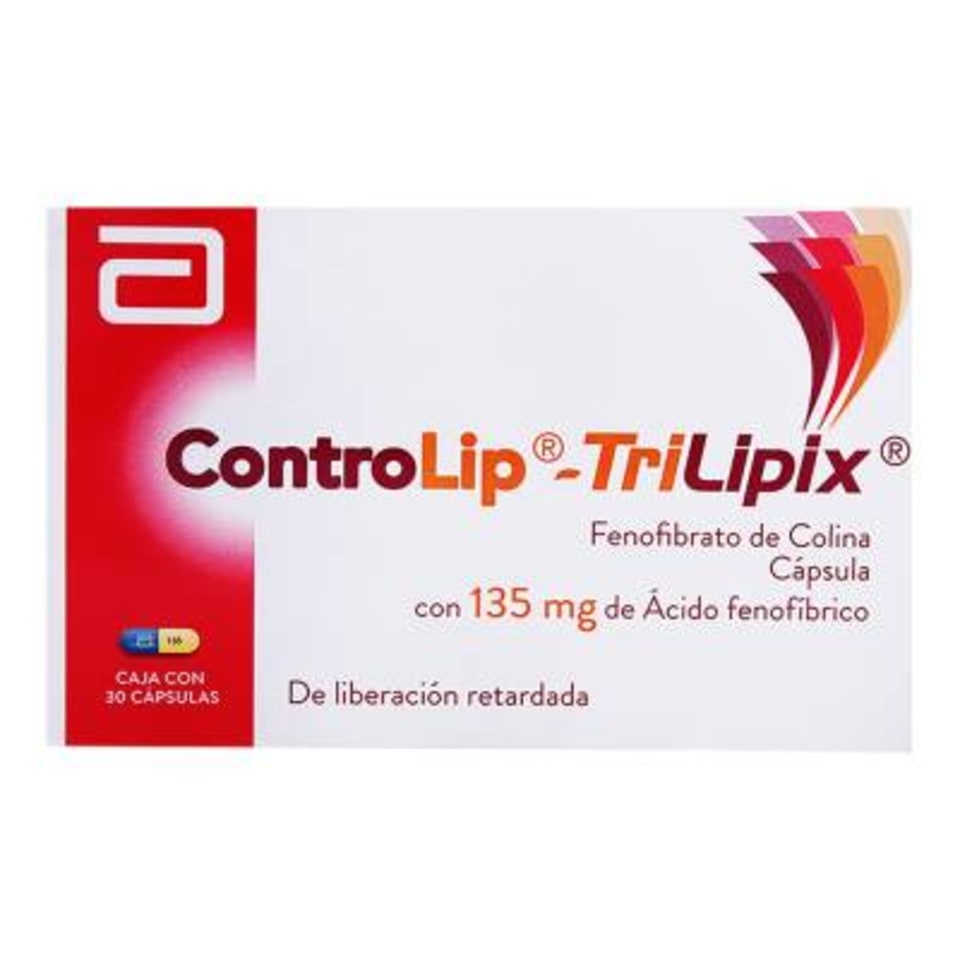 ControLip®-TriLipix®
Fenofibrato de Colina
Cápsula
con 135 mg de Ácido fenofíbrico
CAJA CON
30 CÁPSULAS
De liberación retardada